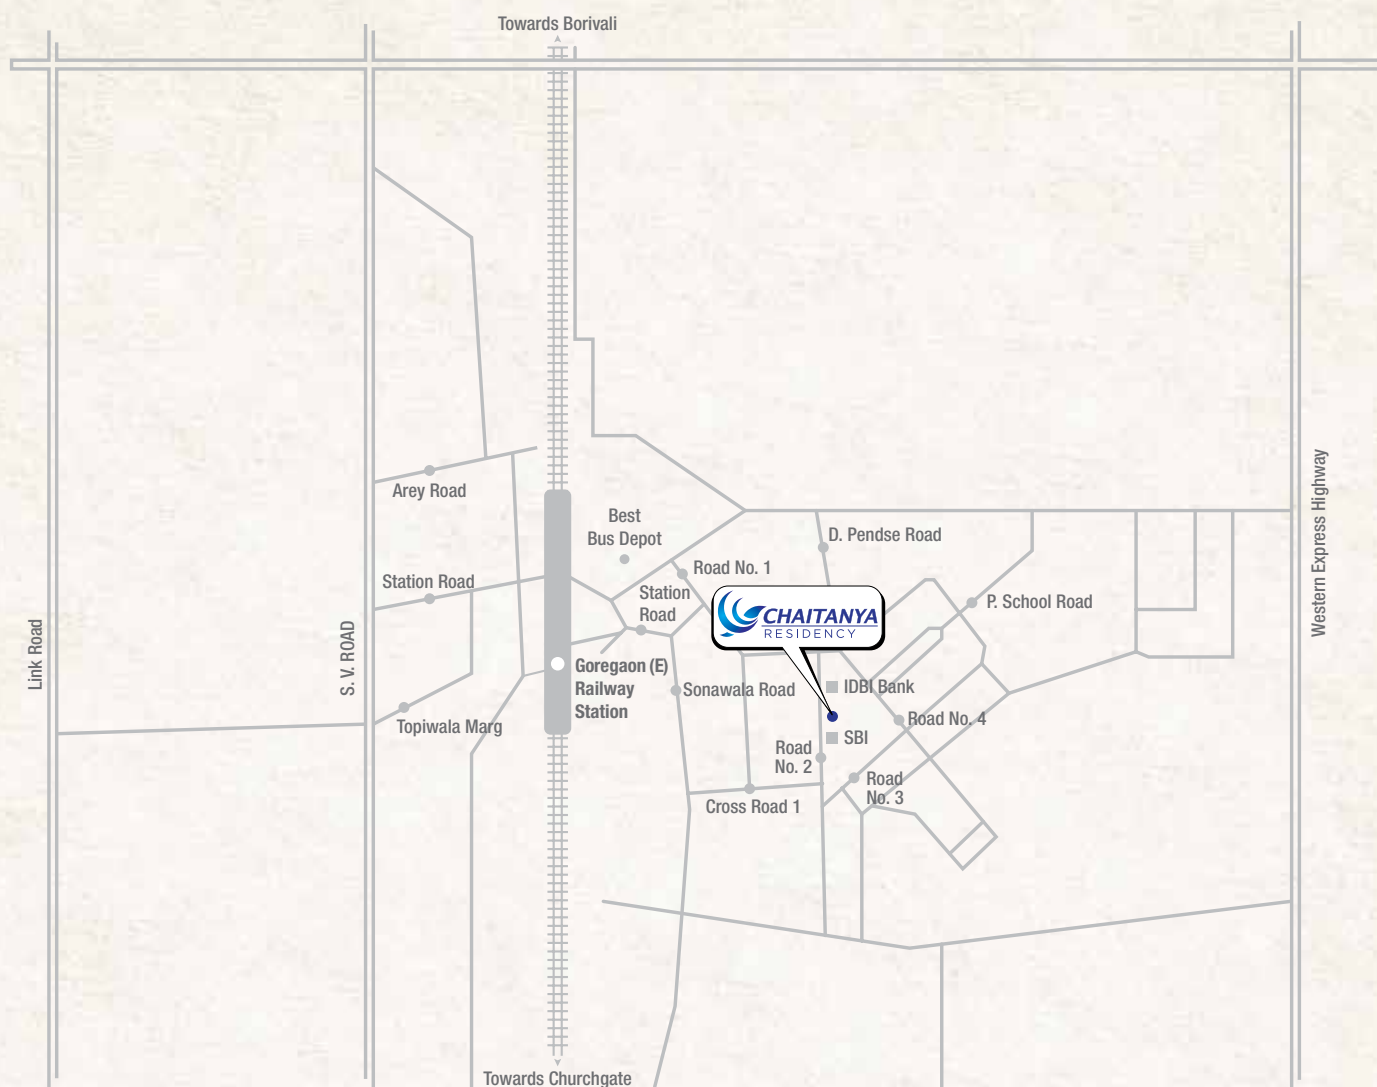 Towards Borivali
Arey Road
Best
Bus Depot
D. Pendse Road
Road No. 1
Station Road
Station
Road
P. School Road
CHAITANYA
RESIDENCY
Link Road
S. V. ROAD
Western Express Highway
Goregaon (E)
Railway
Station
Sonawala Road
IDBI Bank
Topiwala Marg
Road No. 4
SBI
Road
No. 2
Road
No. 3
Cross Road 1
Towards Churchgate